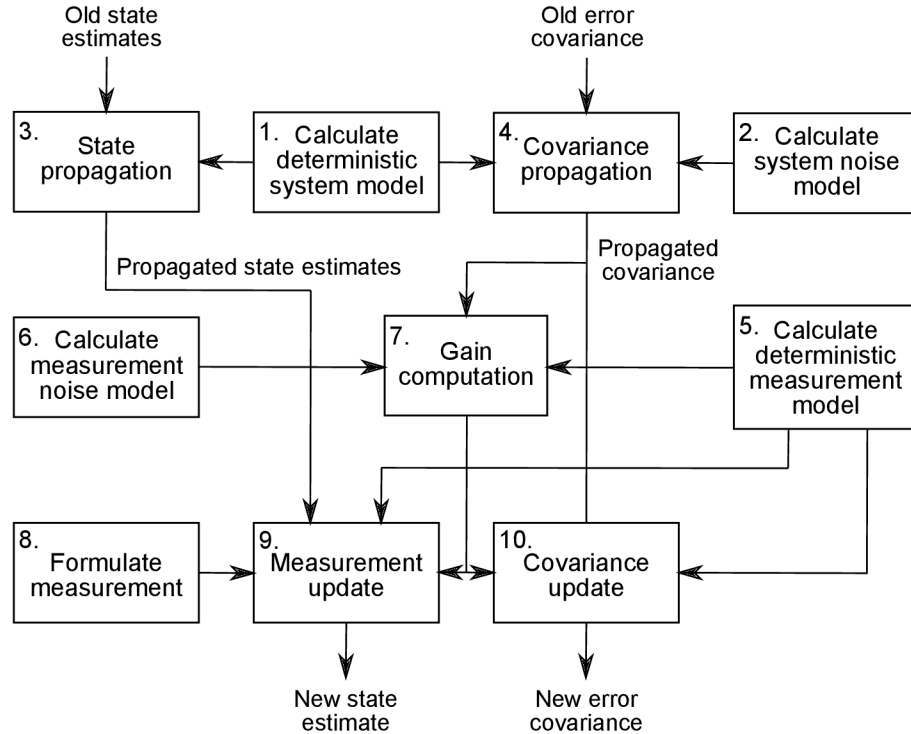 Old state
estimates
Old error
covariance
3.
State
propagation
1. Calculate
deterministic
system model
4.
Covariance
propagation
2. Calculate
system noise
model
Propagated state estimates
Propagated
covariance
6. Calculate
measurement
noise model
7.
Gain
computation
5. Calculate
deterministic
measurement
model
8.
Formulate
measurement
9.
Measurement
update
10.
Covariance
update
New state
estimate
New error
covariance